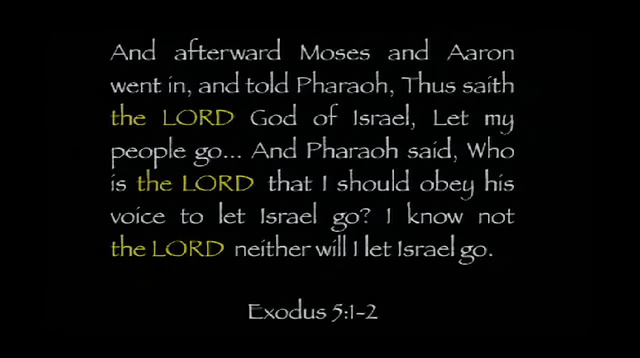 And afterward Moses and Aaron
went in, and told Pharaoh, Thus saith
the LORD God of Israel, Let my
people go... And Pharaoh said, Who
is the LORD that I should obey his
voice to let Israel go? I know not
the LORD neither will I let Israel go.
Exodus 5:1-2